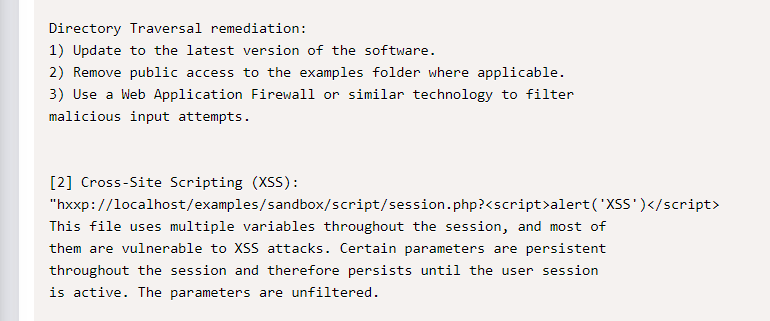 Directory Traversal remediation:
1) Update to the latest version of the software.
2) Remove public access to the examples folder where applicable.
3) Use a Web Application Firewall or similar technology to filter
malicious input attempts.
[2] Cross-Site Scripting (XSS):
"hxxp://localhost/examples/sandbox/script/session.php?<script>alert('XSS')</script>
This file uses multiple variables throughout the session, and most of
them are vulnerable to XSS attacks. Certain parameters are persistent
throughout the session and therefore persists until the user session
is active. The parameters are unfiltered.